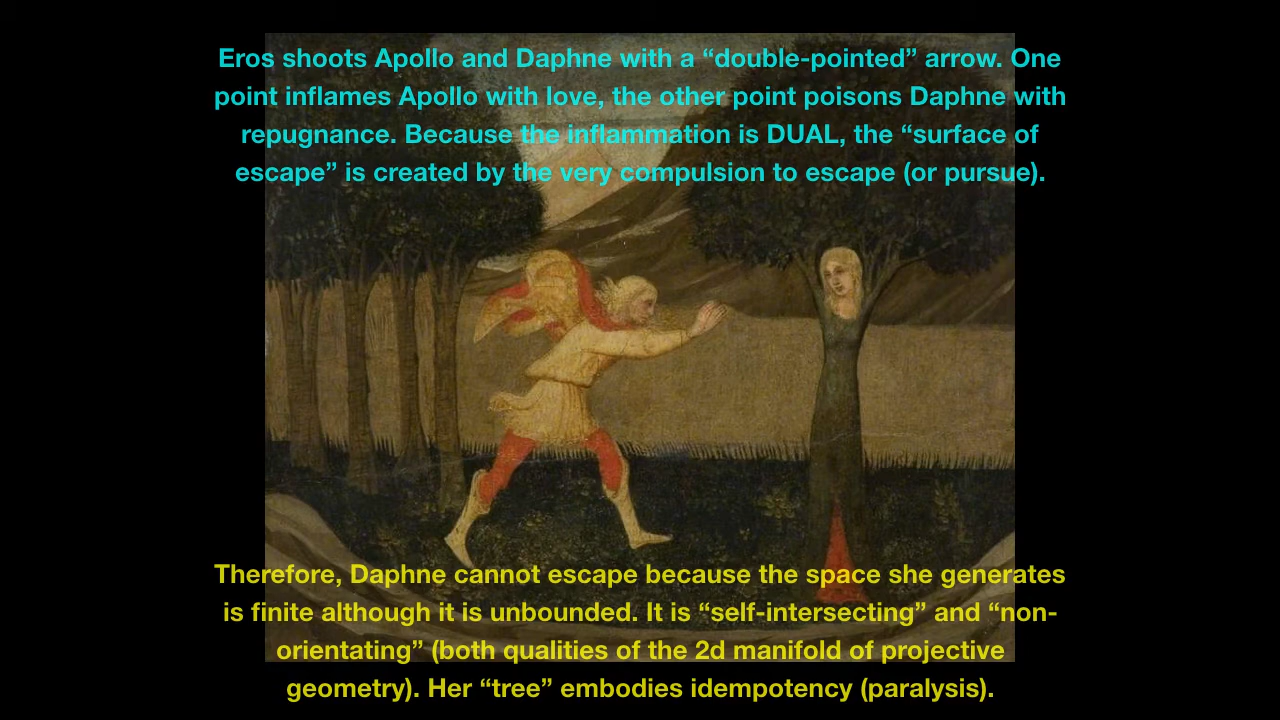 Eros shoots Apollo and Daphne with a “double-pointed” arrow. One
point inflames Apollo with love, the other point poisons Daphne with
repugnance. Because the inflammation is DUAL, the “surface of
escape” is created by the very compulsion to escape (or pursue).
Therefore, Daphne cannot escape because the space she generates
is finite although it is unbounded. It is “self-intersecting” and “non-
orientating” (both qualities of the 2d manifold of projective
geometry). Her “tree” embodies idempotency (paralysis).